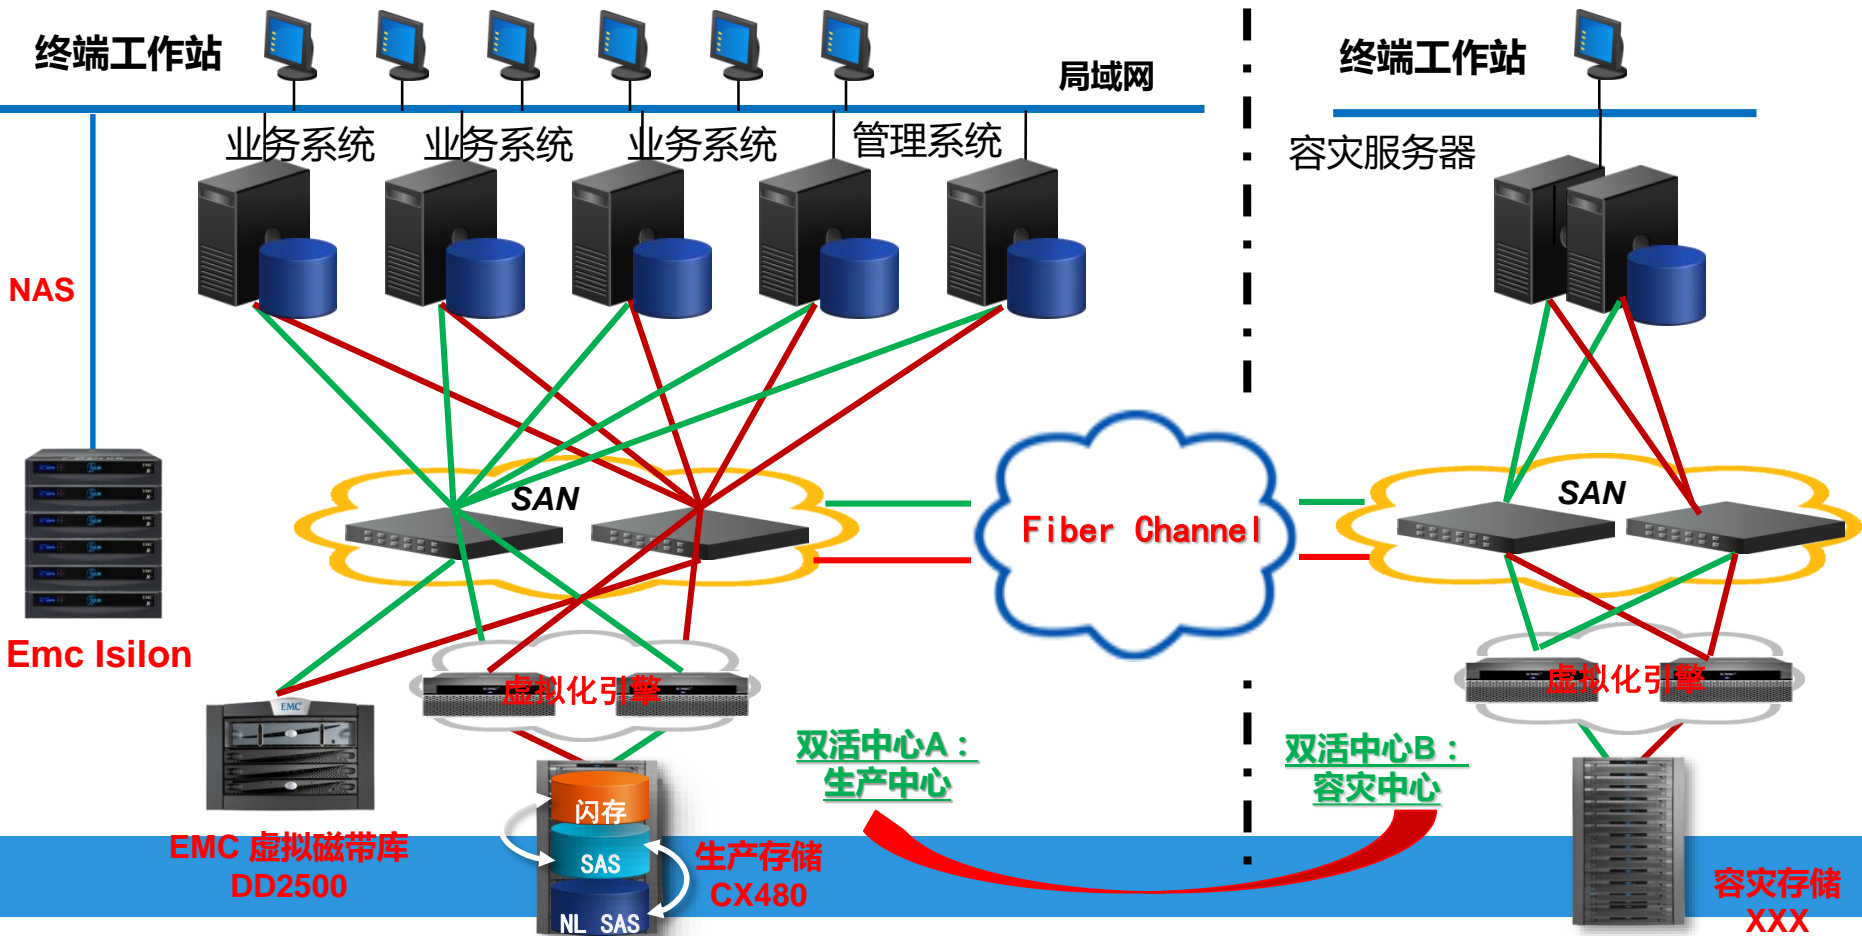 终端工作站
局域网
终端工作站
业务系统
业务系统
业务系统
管理系统
容灾服务器
NAS
SAN
SAN
Fiber Channel
Emc Isilon
虚拟化引擎
虚拟化引擎
EMC
双活中心A：
生产中心
双活中心B：
容灾中心
闪存
SAS
NL SAS
EMC 虚拟磁带库
DD2500
生产存储
CX480
容灾存储
XXX